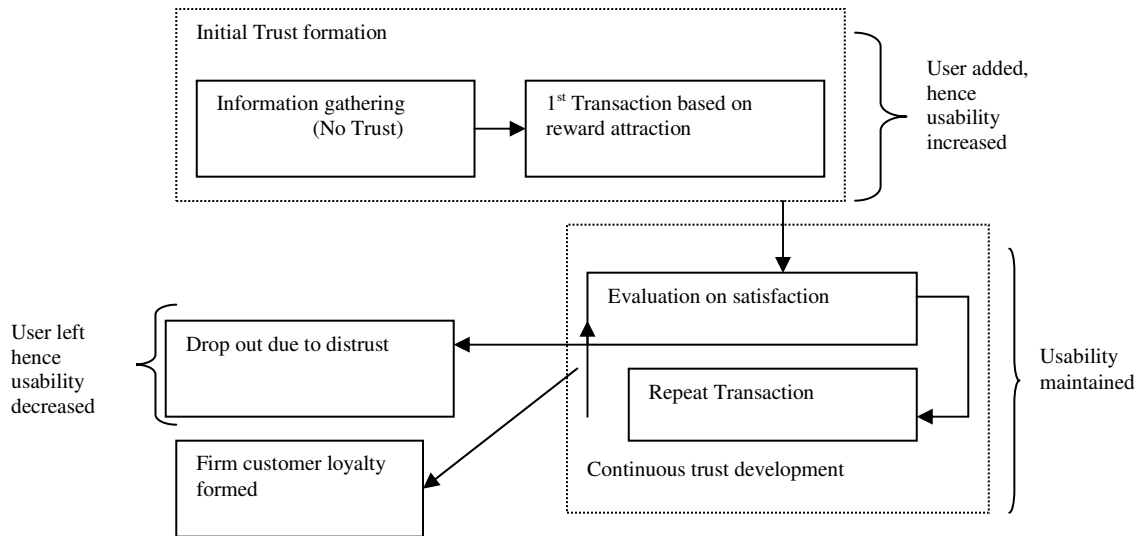 Initial Trust formation
Information gathering
(No Trust)
1st Transaction based on
reward attraction
User added,
hence
usability
increased
Evaluation on satisfaction
Repeat Transaction
Continuous trust development
Usability
maintained
User left
hence
usability
decreased
Drop out due to distrust
Firm customer loyalty
formed